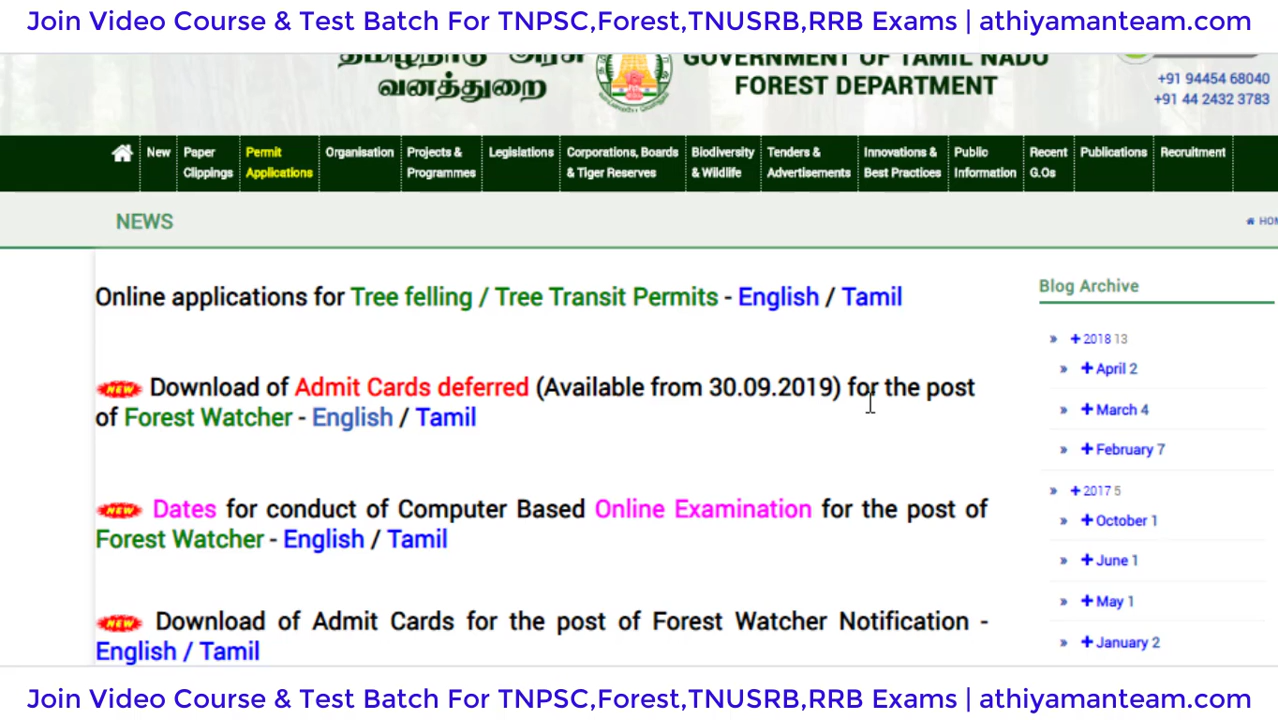 Join Video Course & Test Batch For TNPSC,Forest,TNUSRB,RRB Exams | athiyamanteam.com
தமிழ்நாடு அரசு
வனத்துறை
GOVERNMENT OF TAMIL NADU
FOREST DEPARTMENT
+91 94454 68040
+91 44 2432 3783
New
Paper
Clippings
Permit
Applications
Organisation
Projects &
Programmes
Legislations
Corporations, Boards
& Tiger Reserves
Biodiversity
& Wildlife
Tenders &
Advertisements
Innovations &
Best Practices
Public
Information
Recent
G.Os
Publications
Recruitment
NEWS
HOM
Online applications for Tree felling / Tree Transit Permits - English / Tamil
NEW Download of Admit Cards deferred (Available from 30.09.2019) for the post
of Forest Watcher - English / Tamil
NEW Dates for conduct of Computer Based Online Examination for the post of
Forest Watcher - English / Tamil
NEW Download of Admit Cards for the post of Forest Watcher Notification -
English / Tamil
Blog Archive
» + 2018 13
» + April 2
» + March 4
» + February 7
» + 2017 5
» + October 1
» + June 1
» + May 1
» + January 2
Join Video Course & Test Batch For TNPSC,Forest,TNUSRB,RRB Exams | athiyamanteam.com